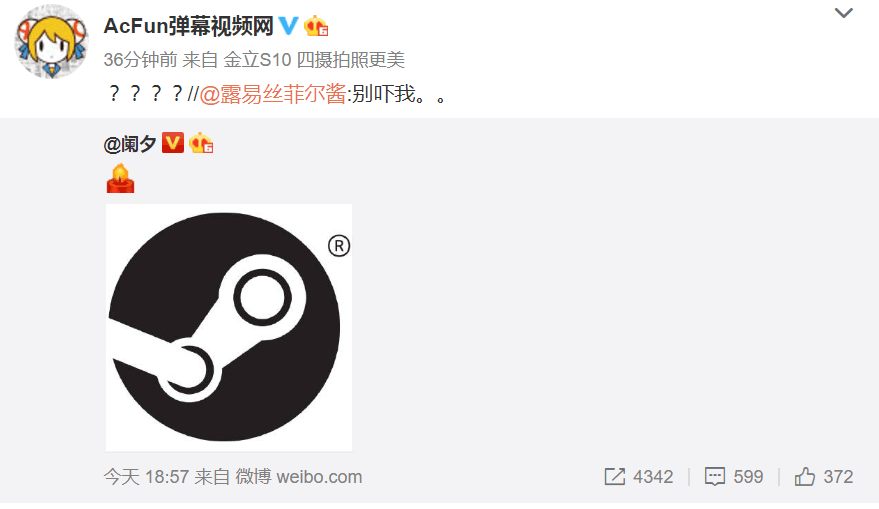 AcFun弹幕视频网
36分钟前 来自 金立S10 四摄拍照更美
？？？？//@露易丝菲尔酱:别吓我。。
@阑夕
®
今天 18:57 来自 微博 weibo.com
4342 599 372